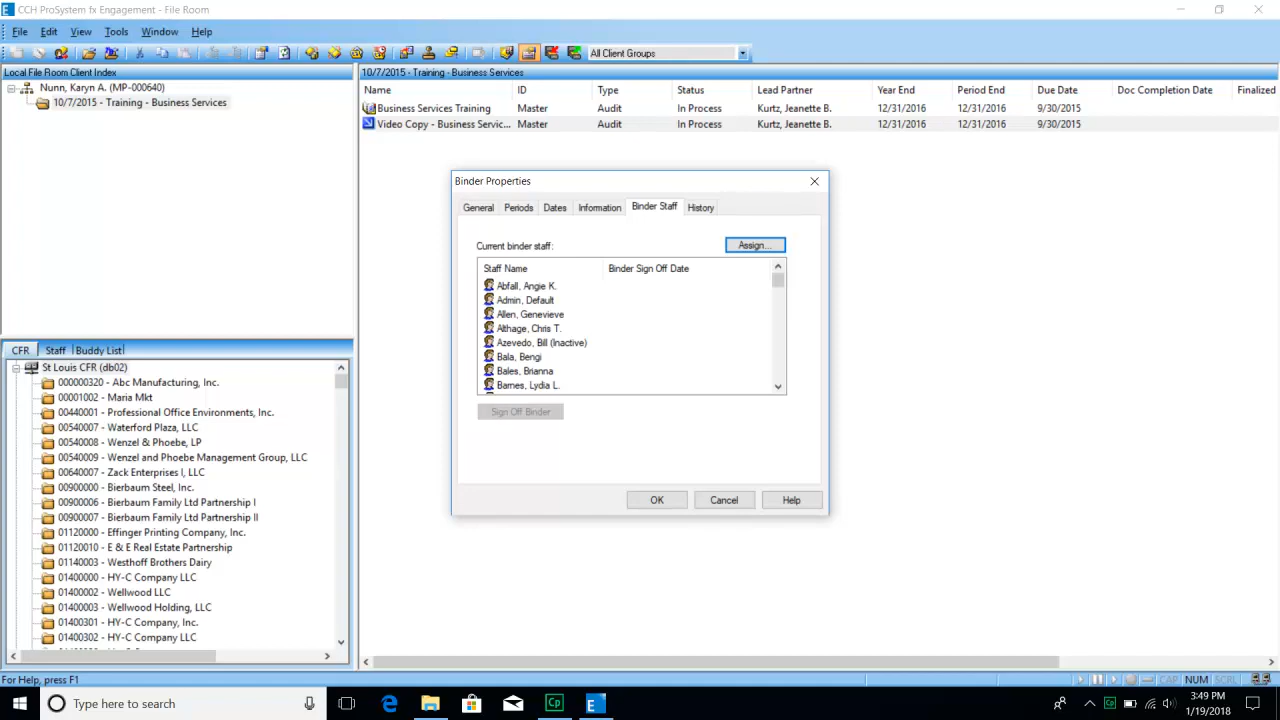 CCH ProSystem fx Engagement - File Room
File Edit View Tools Window Help
All Client Groups
Local File Room Client Index
Nunn, Karyn A. (MP-000640)
10/7/2015 - Training - Business Services
10/7/2015 - Training - Business Services
Name ID Type Status Lead Partner Year End Period End Due Date Doc Completion Date Finalized
Business Services Training Master Audit In Process Kurtz, Jeanette B. 12/31/2016 12/31/2016 9/30/2015
Video Copy - Business Servic... Master Audit In Process Kurtz, Jeanette B. 12/31/2016 12/31/2016 9/30/2015
Binder Properties
General Periods Dates Information Binder Staff History
Current binder staff: Assign...
Staff Name Binder Sign Off Date
Abfall, Angie K.
Admin, Default
Allen, Genevieve
Althage, Chris T.
Azevedo, Bill (Inactive)
Bala, Bengi
Bales, Brianna
Barnes, Lydia L.
Sign Off Binder
OK Cancel Help
CFR Staff Buddy List
St Louis CFR (db02)
000000320 - Abc Manufacturing, Inc.
00001002 - Maria Mkt
00440001 - Professional Office Environments, Inc.
00540007 - Waterford Plaza, LLC
00540008 - Wenzel & Phoebe, LP
00540009 - Wenzel and Phoebe Management Group, LLC
00640007 - Zack Enterprises I, LLC
00900000 - Bierbaum Steel, Inc.
00900006 - Bierbaum Family Ltd Partnership I
00900007 - Bierbaum Family Ltd Partnership II
01120000 - Effinger Printing Company, Inc.
01120010 - E & E Real Estate Partnership
01140003 - Westhoff Brothers Dairy
01400000 - HY-C Company LLC
01400002 - Wellwood LLC
01400003 - Wellwood Holding, LLC
01400301 - HY-C Company, Inc.
01400302 - HY-C Company LLC
For Help, press F1
CAP NUM SCRL
Type here to search
3:49 PM
1/19/2018